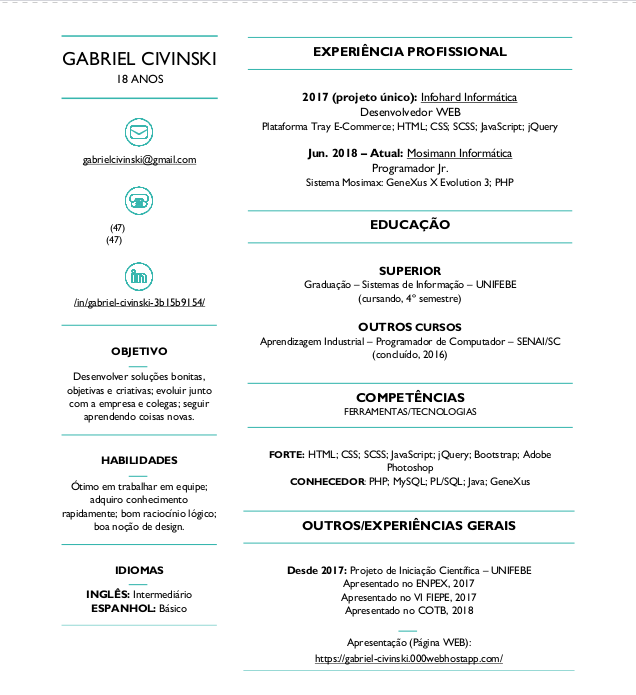 GABRIEL CIVINSKI
18 ANOS
gabrielcivinski@gmail.com
(47)
(47)
in
/in/gabriel-civinski-3b15b9154/
OBJETIVO
Desenvolver soluções bonitas,
objetivas e criativas; evoluir junto
com a empresa e colegas; seguir
aprendendo coisas novas.
HABILIDADES
Ótimo em trabalhar em equipe;
adquiro conhecimento
rapidamente; bom raciocínio lógico;
boa noção de design.
IDIOMAS
INGLÊS: Intermediário
ESPANHOL: Básico
EXPERIÊNCIA PROFISSIONAL
2017 (projeto único): Infohard Informática
Desenvolvedor WEB
Plataforma Tray E-Commerce; HTML; CSS; SCSS; JavaScript; jQuery
Jun. 2018 – Atual: Mosimann Informática
Programador Jr.
Sistema Mosimax: GeneXus X Evolution 3; PHP
EDUCAÇÃO
SUPERIOR
Graduação – Sistemas de Informação – UNIFEBE
(cursando, 4º semestre)
OUTROS CURSOS
Aprendizagem Industrial – Programador de Computador – SENAI/SC
(concluído, 2016)
COMPETÊNCIAS
FERRAMENTAS/TECNOLOGIAS
FORTE: HTML; CSS; SCSS; JavaScript; jQuery; Bootstrap; Adobe
Photoshop
CONHECEDOR: PHP; MySQL; PL/SQL; Java; GeneXus
OUTROS/EXPERIÊNCIAS GERAIS
Desde 2017: Projeto de Iniciação Científica – UNIFEBE
Apresentado no ENPEX, 2017
Apresentado no VI FIEPE, 2017
Apresentado no COTB, 2018
Apresentação (Página WEB):
https://gabriel-civinski.000webhostapp.com/